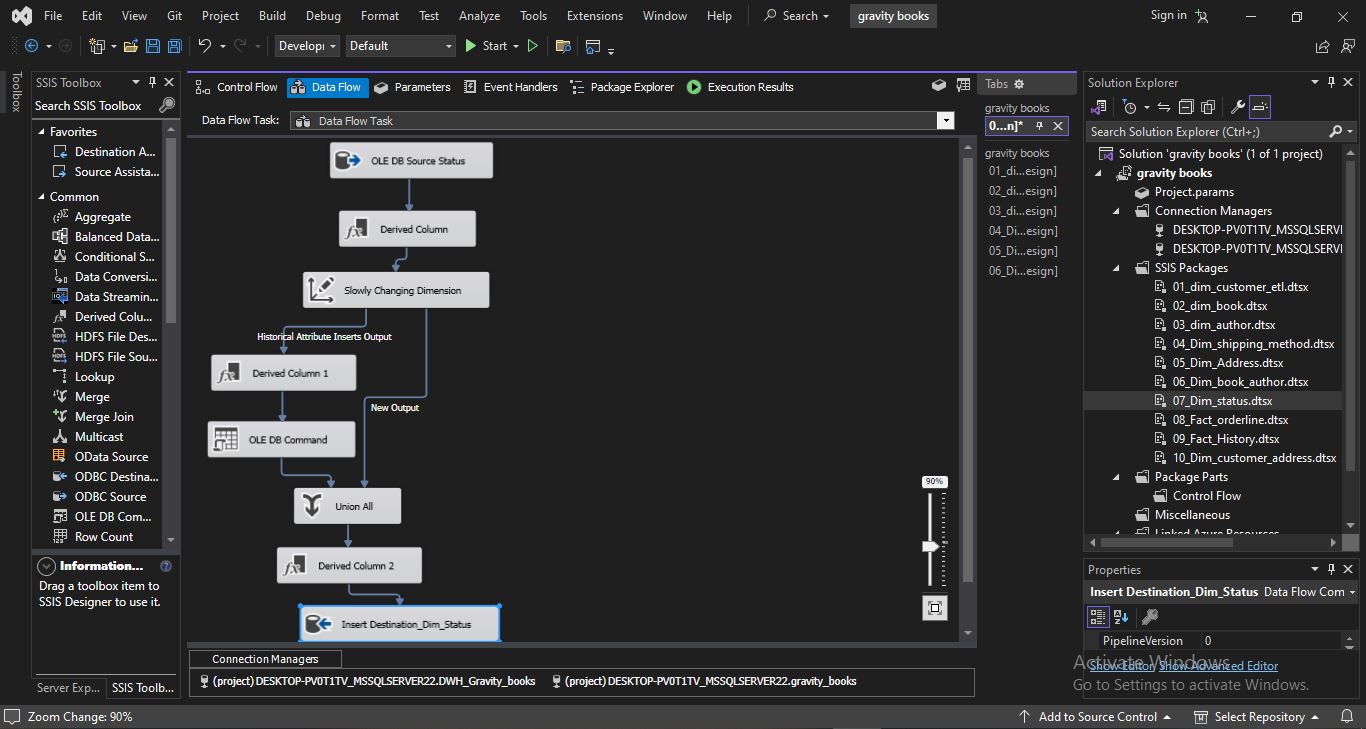 File Edit View Git Project Build Debug Format Test Analyze Tools Extensions Window Help Search gravity books Sign in
Developi Default Start
Toolbox
SSIS Toolbox
Search SSIS Toolbox
Favorites
Destination A...
Source Assista...
Common
Aggregate
Balanced Data...
Conditional S...
Data Conversi...
Data Streamin...
Derived Colu...
HDFS File Des...
HDFS File Sou...
Lookup
Merge
Merge Join
Multicast
OData Source
ODBC Destina...
ODBC Source
OLE DB Com...
Row Count
Information...
Drag a toolbox item to
SSIS Designer to use it.
Server Exp... SSIS Toolb...
Control Flow Data Flow Parameters Event Handlers Package Explorer Execution Results
Data Flow Task: Data Flow Task
OLE DB Source Status
Derived Column
Slowly Changing Dimension
Historical Attribute Inserts Output
Derived Column 1
New Output
OLE DB Command
Union All
Derived Column 2
Insert Destination_Dim_Status
90%
Connection Managers
(project) DESKTOP-PV0T1TV_MSSQLSERVER22.DWH_Gravity_books (project) DESKTOP-PV0T1TV_MSSQLSERVER22.gravity_books
Tabs
gravity books
0...n]*
gravity books
01_di...esign]
02_di...esign]
03_di...esign]
04_Di...esign]
05_Di...esign]
06_Di...esign]
Solution Explorer
Search Solution Explorer (Ctrl+;)
Solution 'gravity books' (1 of 1 project)
gravity books
Project.params
Connection Managers
DESKTOP-PV0T1TV_MSSQLSERVI
DESKTOP-PV0T1TV_MSSQLSERVI
SSIS Packages
01_dim_customer_etl.dtsx
02_dim_book.dtsx
03_dim_author.dtsx
04_Dim_shipping_method.dtsx
05_Dim_Address.dtsx
06_Dim_book_author.dtsx
07_Dim_status.dtsx
08_Fact_orderline.dtsx
09_Fact_History.dtsx
10_Dim_customer_address.dtsx
Package Parts
Control Flow
Miscellaneous
Linked Azure Resources
Properties
Insert Destination_Dim_Status Data Flow Com
PipelineVersion 0
Show Editor, Show Advanced Editor
Activate Windows
Go to Settings to activate Windows.
Zoom Change: 90% Add to Source Control Select Repository